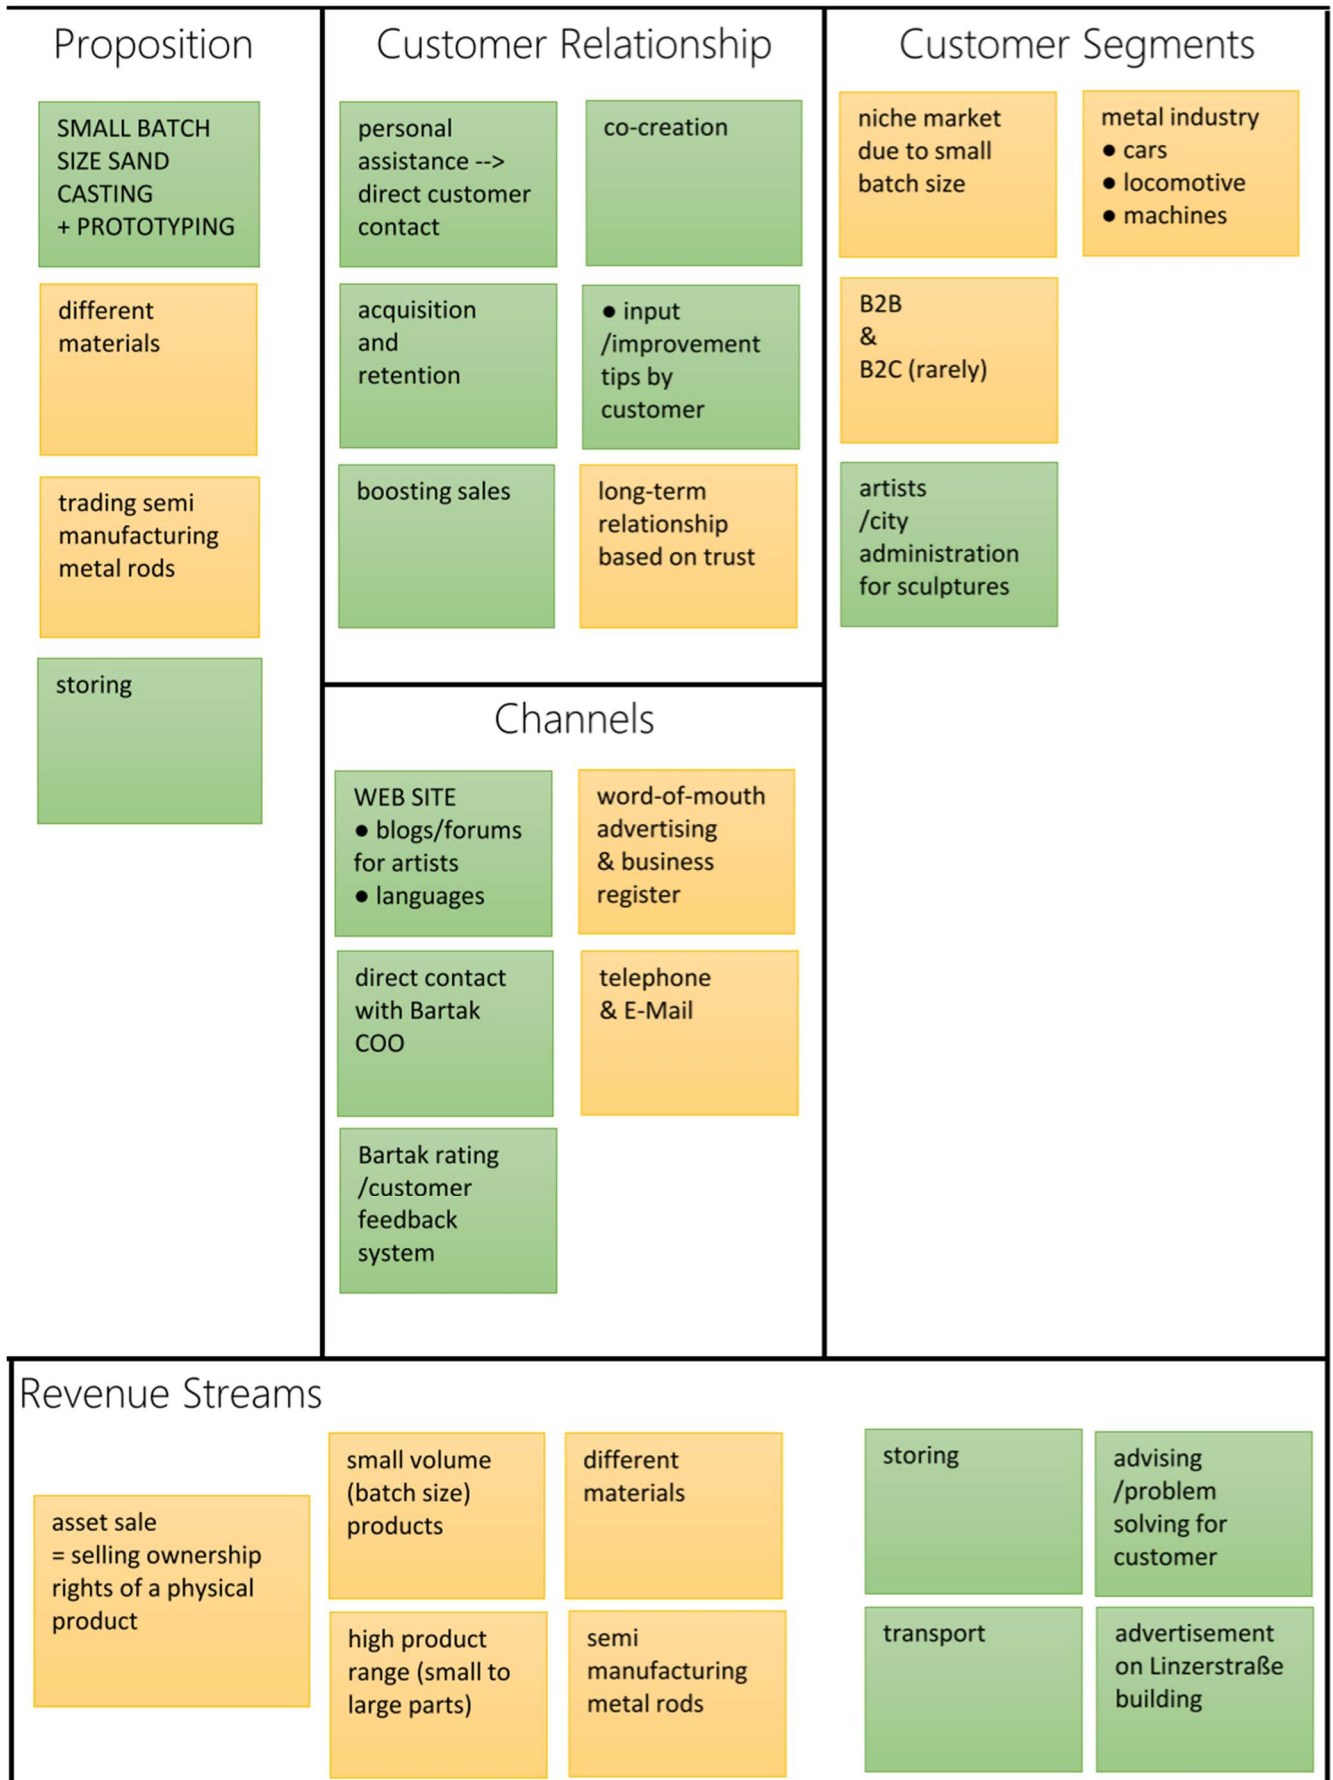 Proposition
SMALL BATCH
SIZE SAND
CASTING
+ PROTOTYPING
different
materials
trading semi
manufacturing
metal rods
storing
Customer Relationship
personal
assistance -->
direct customer
contact
co-creation
acquisition
and
retention
● input
/improvement
tips by
customer
boosting sales
long-term
relationship
based on trust
Channels
WEB SITE
● blogs/forums
for artists
● languages
word-of-mouth
advertising
& business
register
direct contact
with Bartak
COO
telephone
& E-Mail
Bartak rating
/customer
feedback
system
Customer Segments
niche market
due to small
batch size
metal industry
● cars
● locomotive
● machines
B2B
&
B2C (rarely)
artists
/city
administration
for sculptures
Revenue Streams
asset sale
= selling ownership
rights of a physical
product
small volume
(batch size)
products
different
materials
high product
range (small to
large parts)
semi
manufacturing
metal rods
storing
advising
/problem
solving for
customer
transport
advertisement
on Linzerstraße
building